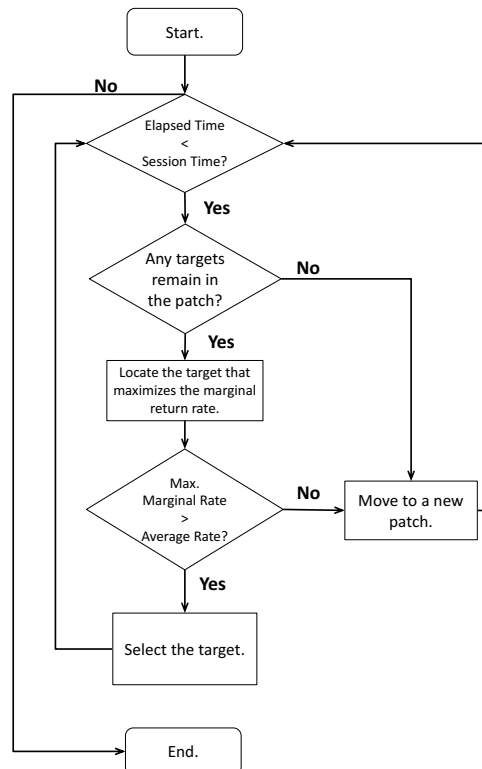 Start.
No
Elapsed Time
<
Session Time?
Yes
Any targets
remain in
the patch?
No
Yes
Locate the target that
maximizes the marginal
return rate.
Max.
Marginal Rate
>
Average Rate?
No
Move to a new
patch.
Yes
Select the target.
End.